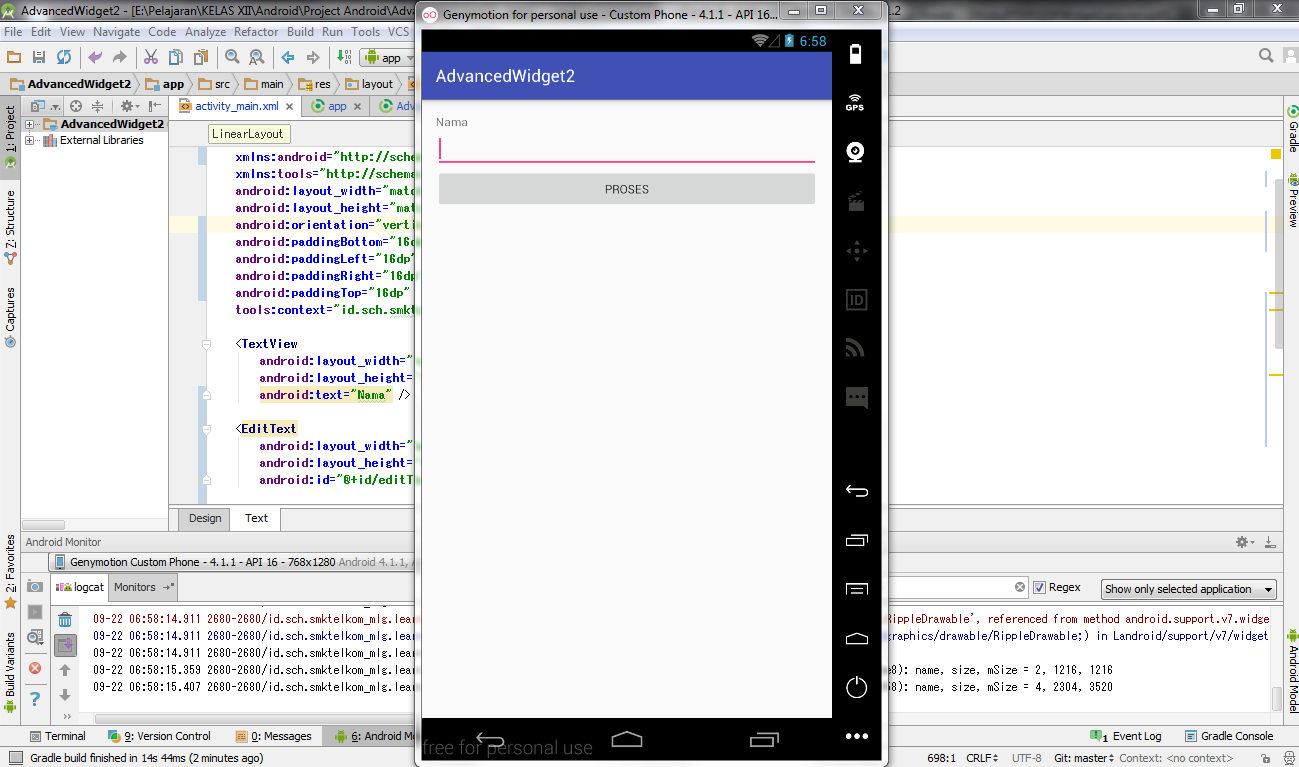 AdvancedWidget2 - [E:\Pelajaran\KELAS XII\Android\Project Android\Adva
File Edit View Navigate Code Analyze Refactor Build Run Tools VCS
app
AdvancedWidget2 app src main res layout
activity_main.xml app Adv
1: Project
AdvancedWidget2
External Libraries
Z: Structure
Captures
2: Favorites
Build Variants
LinearLayout
xmlns:android="http://sche
xmlns:tools="http://schema
android:layout_width="matc
android:layout_height="mat
android:orientation="verti
android:paddingBottom="16d
android:paddingLeft="16dp"
android:paddingRight="16dp
android:paddingTop="16dp"
tools:context="id.sch.smkt
<TextView
android:layout_width="
android:layout_height=
android:text="Nama" />
<EditText
android:layout_width="
android:layout_height=
android:id="@+id/editT
Design Text
Genymotion for personal use - Custom Phone - 4.1.1 - API 16...
6:58
AdvancedWidget2
Nama
PROSES
free for personal use
GPS
ID
Gradle
Preview
Android Model
Android Monitor
Genymotion Custom Phone - 4.1.1 - API 16 - 768x1280 Android 4.1.1,
logcat Monitors
Regex Show only selected application
09-22 06:58:14.911 2680-2680/id.sch.smktelkom_mlg.lear
RippleDrawable', referenced from method android.support.v7.widge
09-22 06:58:14.911 2680-2680/id.sch.smktelkom_mlg.lear
graphics/drawable/RippleDrawable;) in Landroid/support/v7/widget
09-22 06:58:14.911 2680-2680/id.sch.smktelkom_mlg.lear
09-22 06:58:15.359 2680-2680/id.sch.smktelkom_mlg.lear
: name, size, mSize = 2, 1216, 1216
09-22 06:58:15.407 2680-2680/id.sch.smktelkom_mlg.lear
: name, size, mSize = 4, 2304, 3520
Terminal 9: Version Control 0: Messages 6: Android Mo
1 Event Log Gradle Console
Gradle build finished in 14s 44ms (2 minutes ago)
698:1 CRLF UTF-8 Git: master Context: <no context>